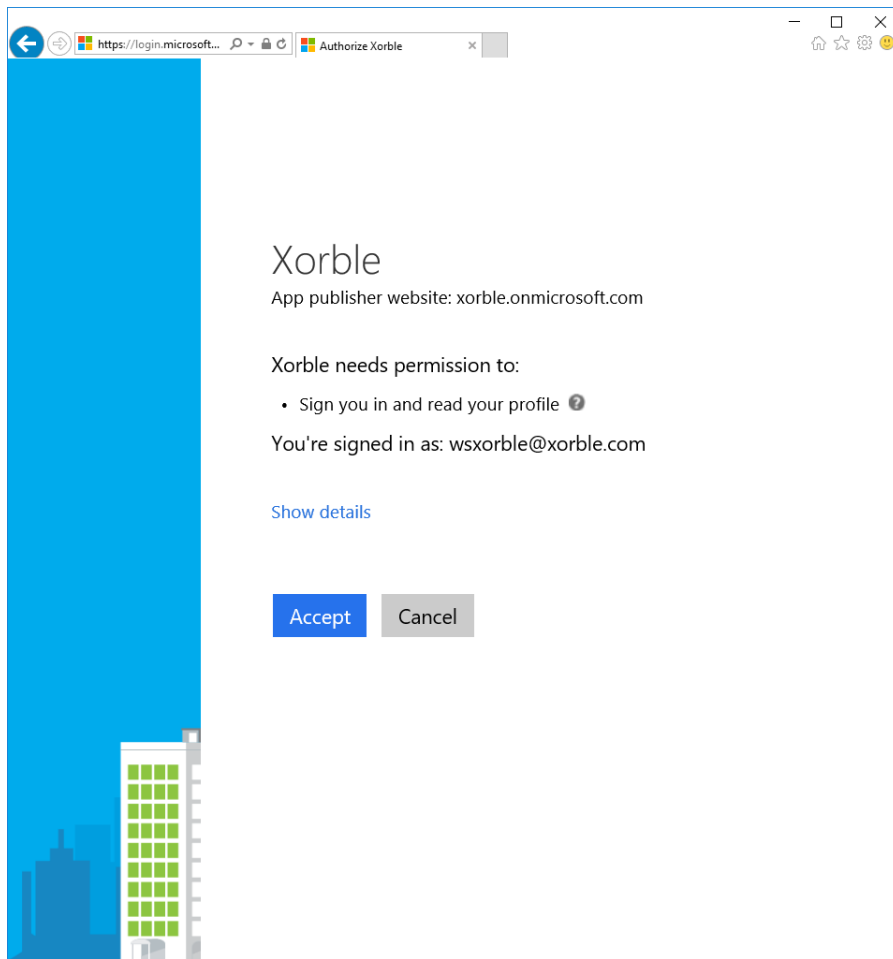 https://login.microsoft...
Authorize Xorble
Xorble
App publisher website: xorble.onmicrosoft.com
Xorble needs permission to:
• Sign you in and read your profile ?
You're signed in as: wsxorble@xorble.com
Show details
Accept Cancel